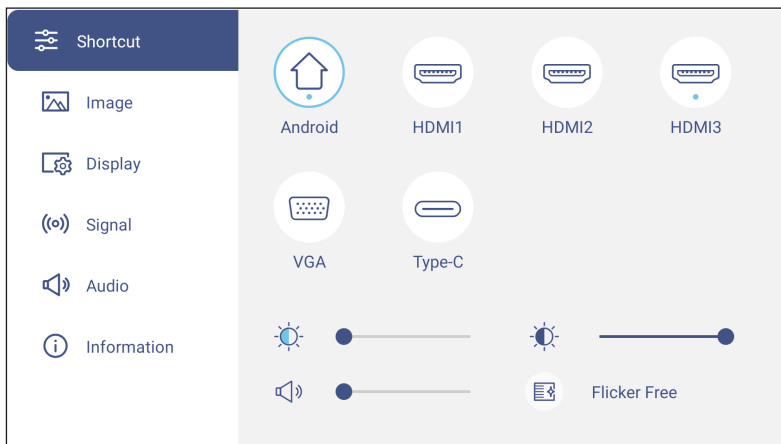 Shortcut
Image
Display
Signal
Audio
Information
Android
HDMI1
HDMI2
HDMI3
VGA
Type-C
Flicker Free